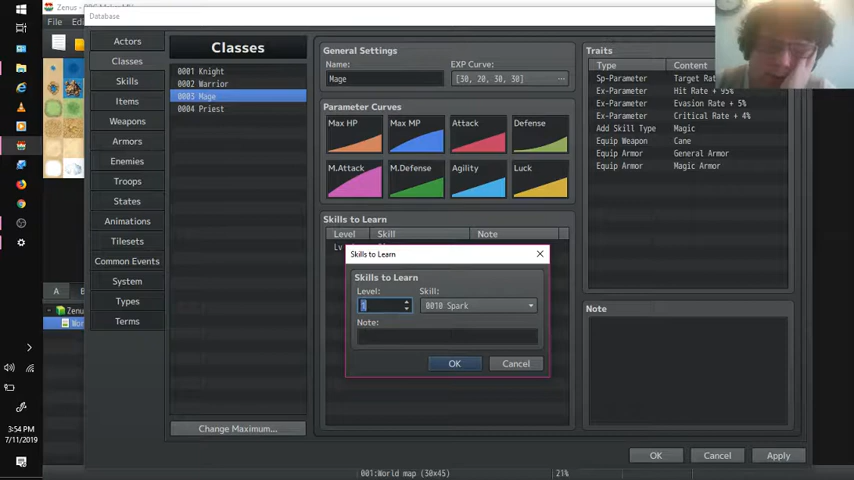 Zenus
Database
File
Actors
Classes
Skills
Items
Weapons
Armors
Enemies
Troops
States
Animations
Tilesets
Common Events
System
Types
Terms
Classes
0001 Knight
0002 Warrior
0003 Mage
0004 Priest
Change Maximum...
General Settings
Name:
Mage
EXP Curve:
[30, 20, 30, 30]
...
Parameter Curves
Max HP
Max MP
Attack
Defense
M.Attack
M.Defense
Agility
Luck
Skills to Learn
Level
Skill
Note
Skills to Learn
Skills to Learn
Level:
Skill:
0010 Spark
Note:
OK
Cancel
Traits
Type
Content
Sp-Parameter
Ex-Parameter
Hit Rate + 95%
Ex-Parameter
Evasion Rate + 5%
Ex-Parameter
Critical Rate + 4%
Add Skill Type
Magic
Equip Weapon
Cane
Equip Armor
General Armor
Equip Armor
Magic Armor
Note
OK
Cancel
Apply
A
3:54 PM
7/11/2019
001:World map (30x45)
21%